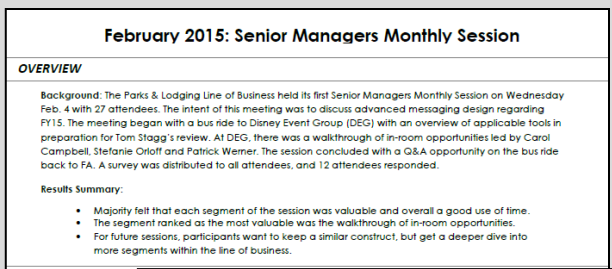 February 2015: Senior Managers Monthly Session
OVERVIEW
Background: The Parks & Lodging Line of Business held its first Senior Managers Monthly Session on Wednesday
Feb. 4 with 27 attendees. The intent of this meeting was to discuss advanced messaging design regarding
FY15. The meeting began with a bus ride to Disney Event Group (DEG) with an overview of applicable tools in
preparation for Tom Stagg's review. At DEG, there was a walkthrough of in-room opportunities led by Carol
Campbell, Stefanie Orloff and Patrick Werner. The session concluded with a Q&A opportunity on the bus ride
back to FA. A survey was distributed to all attendees, and 12 attendees responded.
Results Summary:
• Majority felt that each segment of the session was valuable and overall a good use of time.
• The segment ranked as the most valuable was the walkthrough of in-room opportunities.
• For future sessions, participants want to keep a similar construct, but get a deeper dive into
more segments within the line of business.